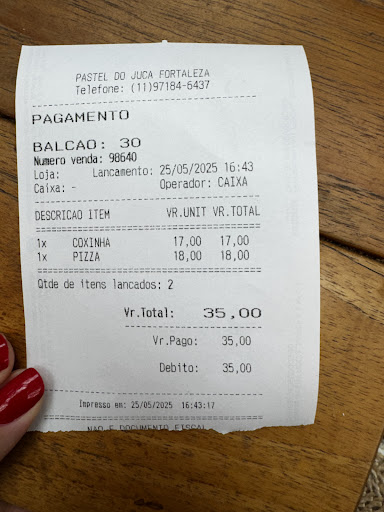 PASTEL DO JUCA FORTALEZA
Telefone: (11)97184-6437
PAGAMENTO
BALCAO: 30
Numero venda: 98640
Loja: Lancamento: 25/05/2025 16:43
Caixa: - Operador: CAIXA
DESCRICAO ITEM VR.UNIT VR.TOTAL
1x COXINHA 17,00 17,00
1x PIZZA 18,00 18,00
Qtde de itens lancados: 2
Vr.Total: 35,00
Vr.Pago: 35,00
Debito: 35,00
Impresso em: 25/05/2025 16:43:17
NAO E DOCUMENTO FISCAL